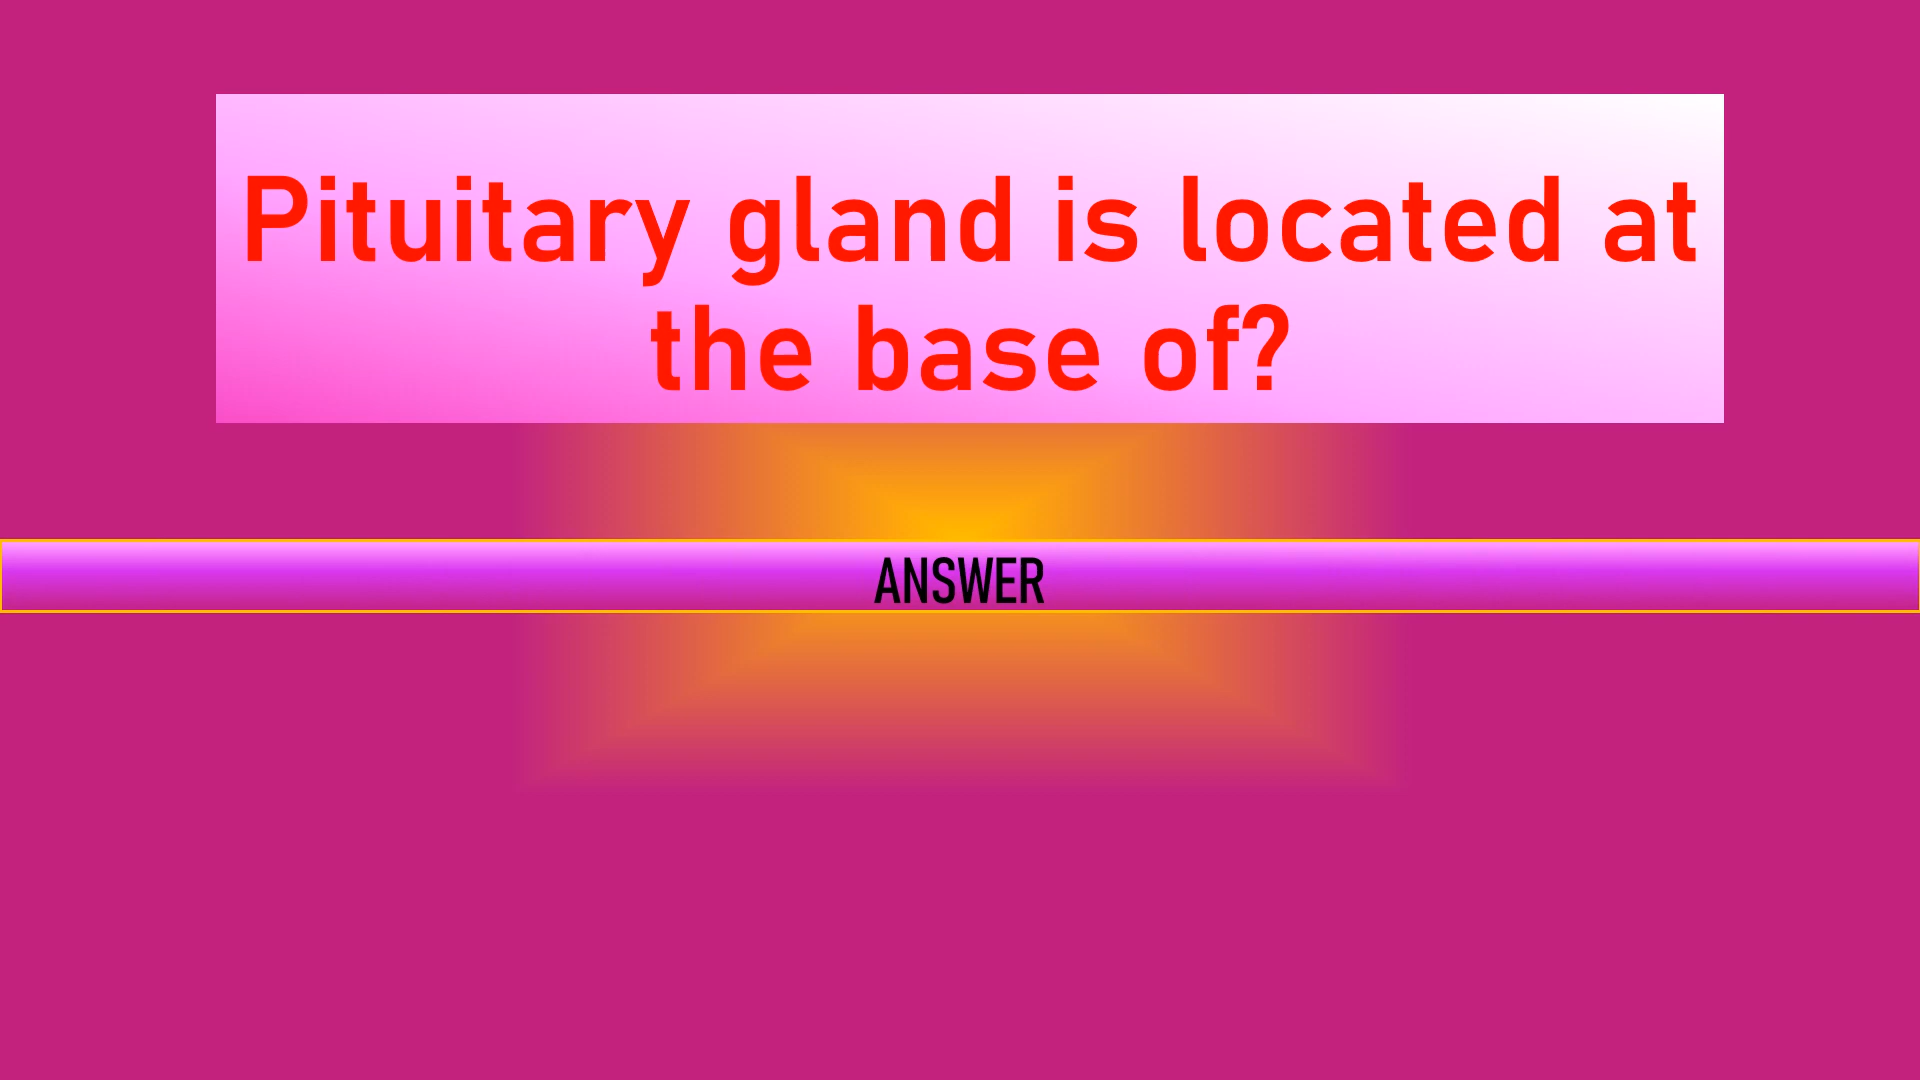 Pituitary gland is located at
the base of?
ANSWER